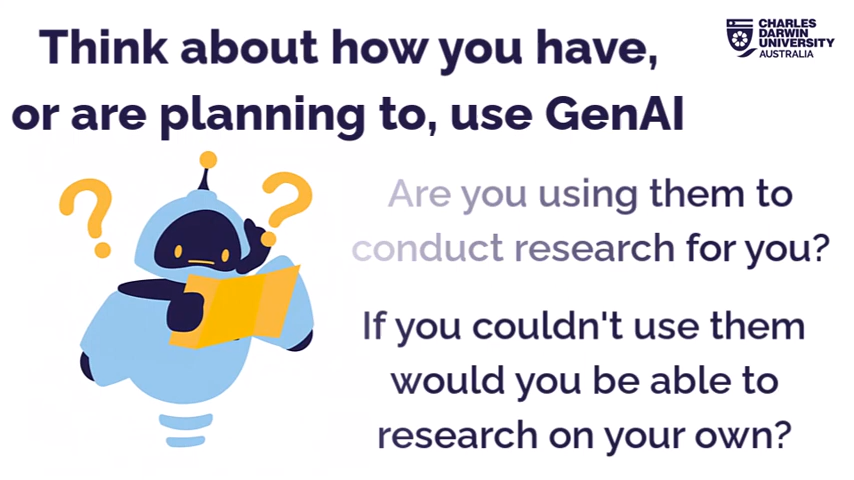 Think about how you have,
or are planning to, use GenAI
CHARLES
DARWIN
UNIVERSITY
AUSTRALIA
? ?
Are you using them to
conduct research for you?
If you couldn't use them
would you be able to
research on your own?